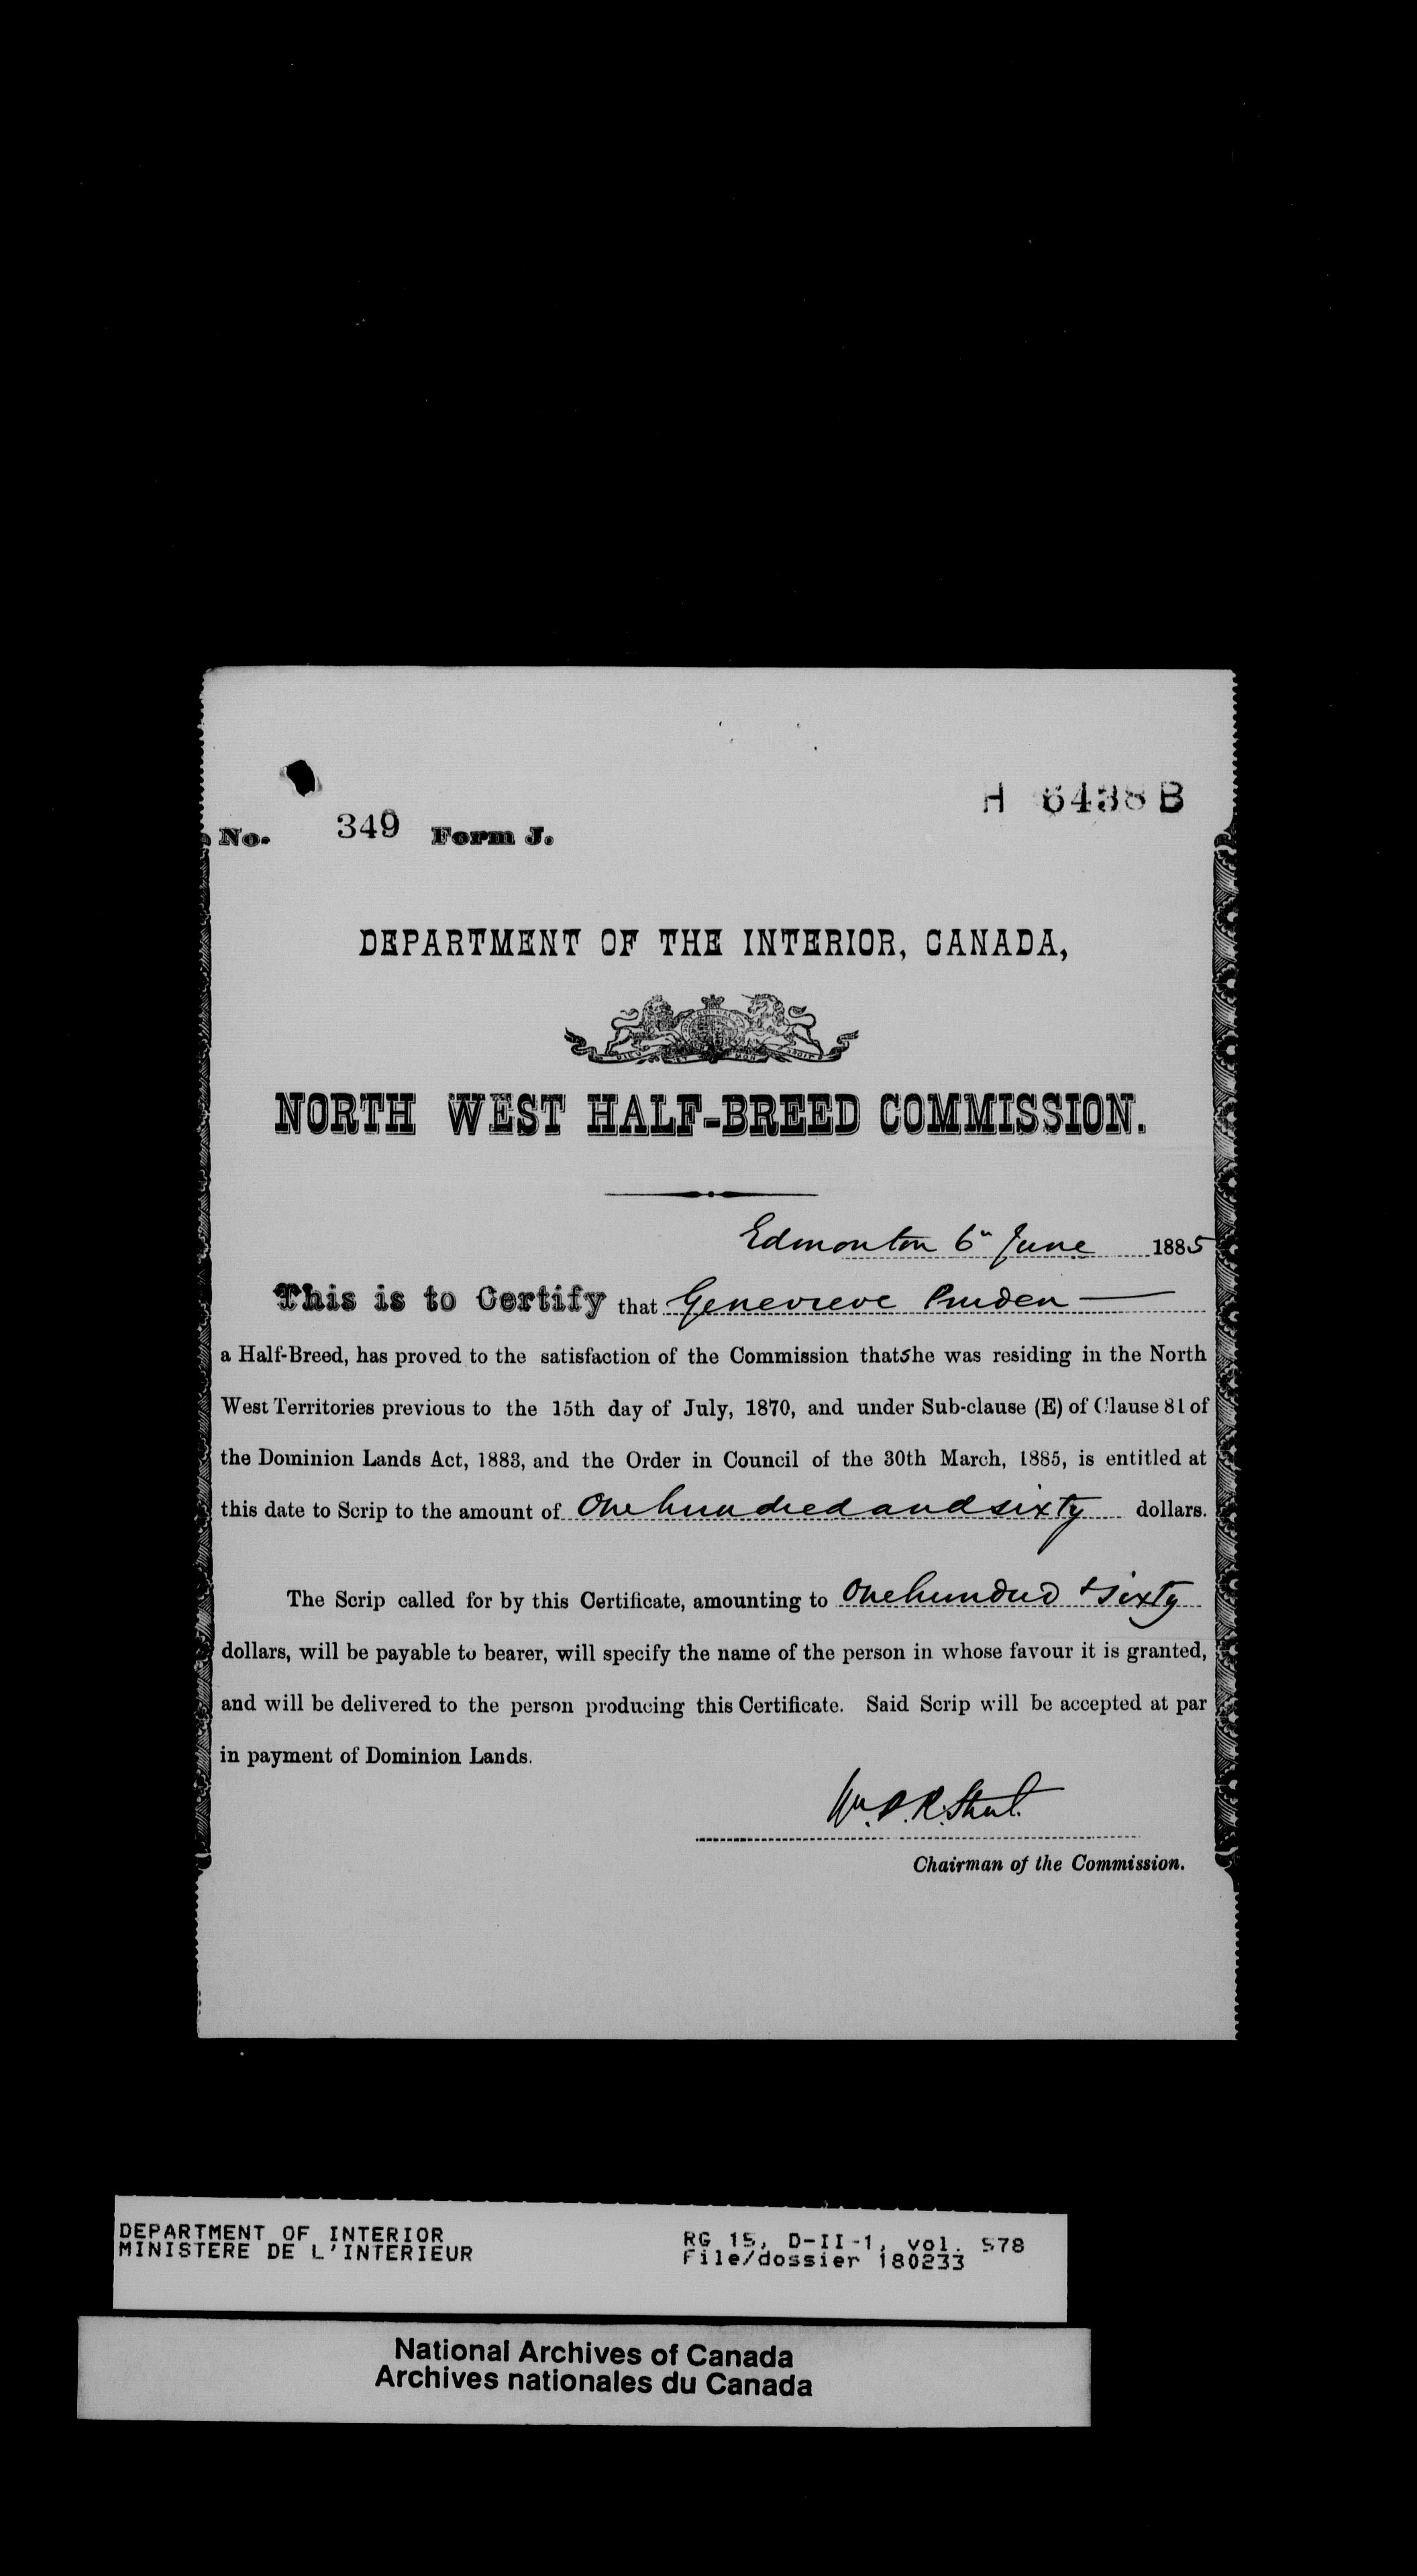 H 6438 B
No. 349 Form J.
DEPARTMENT OF THE INTERIOR, CANADA,
NORTH WEST HALF-BREED COMMISSION.
Edmonton 6th June 1885
This is to Certify that Genevieve Pruden
a Half-Breed, has proved to the satisfaction of the Commission that she was residing in the North
West Territories previous to the 15th day of July, 1870, and under Sub-clause (E) of Clause 81 of
the Dominion Lands Act, 1883, and the Order in Council of the 30th March, 1885, is entitled at
this date to Scrip to the amount of One hundred and sixty dollars.
The Scrip called for by this Certificate, amounting to One hundred & sixty
dollars, will be payable to bearer, will specify the name of the person in whose favour it is granted,
and will be delivered to the person producing this Certificate. Said Scrip will be accepted at par
in payment of Dominion Lands.
Wm. P. R. Street
Chairman of the Commission.
DEPARTMENT OF INTERIOR RG 15, D-II-1, vol. 578
MINISTERE DE L'INTERIEUR File/dossier 180233
National Archives of Canada
Archives nationales du Canada